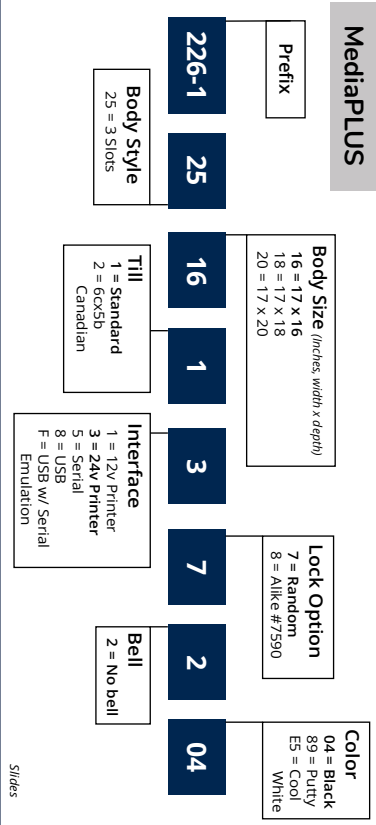 MediaPLUS
Prefix
226-1
25
16
1
3
7
2
04
Body Style
25 = 3 Slots
Body Size (Inches, width x depth)
16 = 17 x 16
18 = 17 x 18
20 = 17 x 20
Till
1 = Standard
2 = 6cx5b
Canadian
Interface
1 = 12v Printer
3 = 24v Printer
5 = Serial
8 = USB
F = USB w/ Serial
Emulation
Lock Option
7 = Random
8 = Alike #7590
Bell
2 = No bell
Color
04 = Black
89 = Putty
E5 = Cool
White
Slides